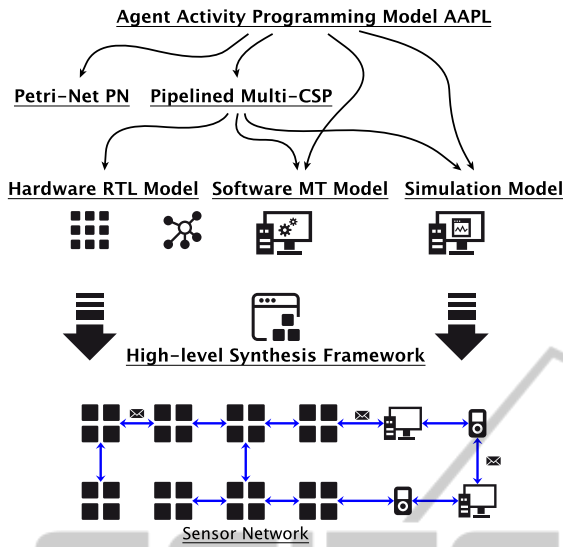 Agent Activity Programming Model AAPL
Petri-Net PN Pipelined Multi-CSP
Hardware RTL Model Software MT Model Simulation Model
High-level Synthesis Framework
Sensor Network